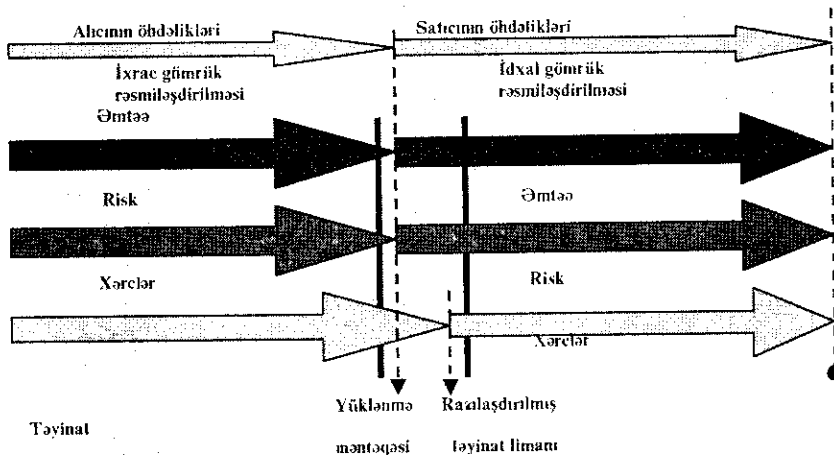 Alıcının öhdəlikləri
Satıcının öhdəlikləri
İxrac gömrük
rəsmiləşdirilməsi
İdxal gömrük
rəsmiləşdirilməsi
Əmtəə
Risk
Əmtəə
Xərclər
Risk
Xərclər
Yüklənmə
məntəqəsi
Razılaşdırılmış
təyinat limanı
Təyinat